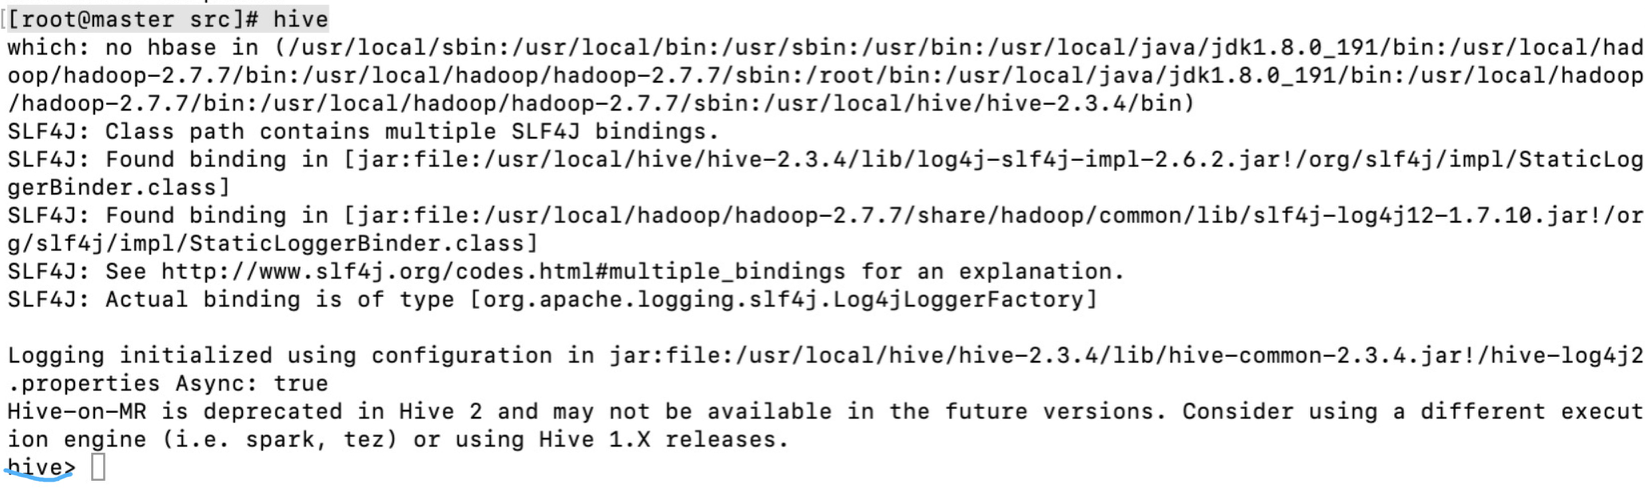 [root@master src]# hive
which: no hbase in (/usr/local/sbin:/usr/local/bin:/usr/sbin:/usr/bin:/usr/local/java/jdk1.8.0_191/bin:/usr/local/had
oop/hadoop-2.7.7/bin:/usr/local/hadoop/hadoop-2.7.7/sbin:/root/bin:/usr/local/java/jdk1.8.0_191/bin:/usr/local/hadoop
/hadoop-2.7.7/bin:/usr/local/hadoop/hadoop-2.7.7/sbin:/usr/local/hive/hive-2.3.4/bin)
SLF4J: Class path contains multiple SLF4J bindings.
SLF4J: Found binding in [jar:file:/usr/local/hive/hive-2.3.4/lib/log4j-slf4j-impl-2.6.2.jar!/org/slf4j/impl/StaticLog
gerBinder.class]
SLF4J: Found binding in [jar:file:/usr/local/hadoop/hadoop-2.7.7/share/hadoop/common/lib/slf4j-log4j12-1.7.10.jar!/or
g/slf4j/impl/StaticLoggerBinder.class]
SLF4J: See http://www.slf4j.org/codes.html#multiple_bindings for an explanation.
SLF4J: Actual binding is of type [org.apache.logging.slf4j.Log4jLoggerFactory]
Logging initialized using configuration in jar:file:/usr/local/hive/hive-2.3.4/lib/hive-common-2.3.4.jar!/hive-log4j2
.properties Async: true
Hive-on-MR is deprecated in Hive 2 and may not be available in the future versions. Consider using a different execut
ion engine (i.e. spark, tez) or using Hive 1.X releases.
hive>